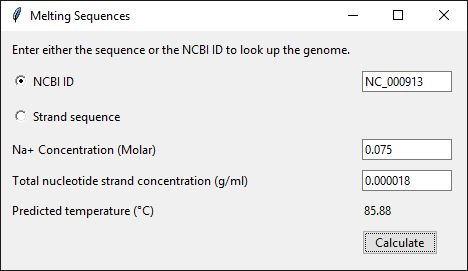 Melting Sequences
Enter either the sequence or the NCBI ID to look up the genome.
NCBI ID NC_000913
Strand sequence
Na+ Concentration (Molar) 0.075
Total nucleotide strand concentration (g/ml) 0.000018
Predicted temperature (°C) 85.88
Calculate